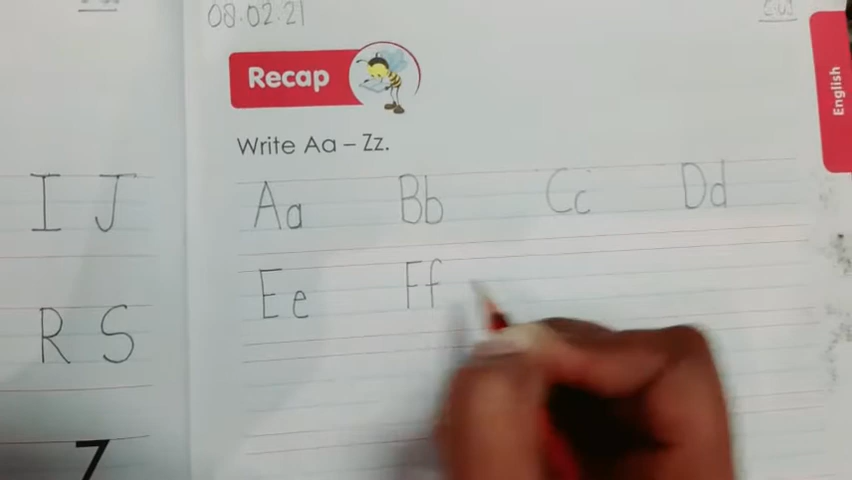 08.02.21
Recap
English
Write Aa – Zz.
Aa Bb Cc Dd
Ee Ff
I J
R S
Z